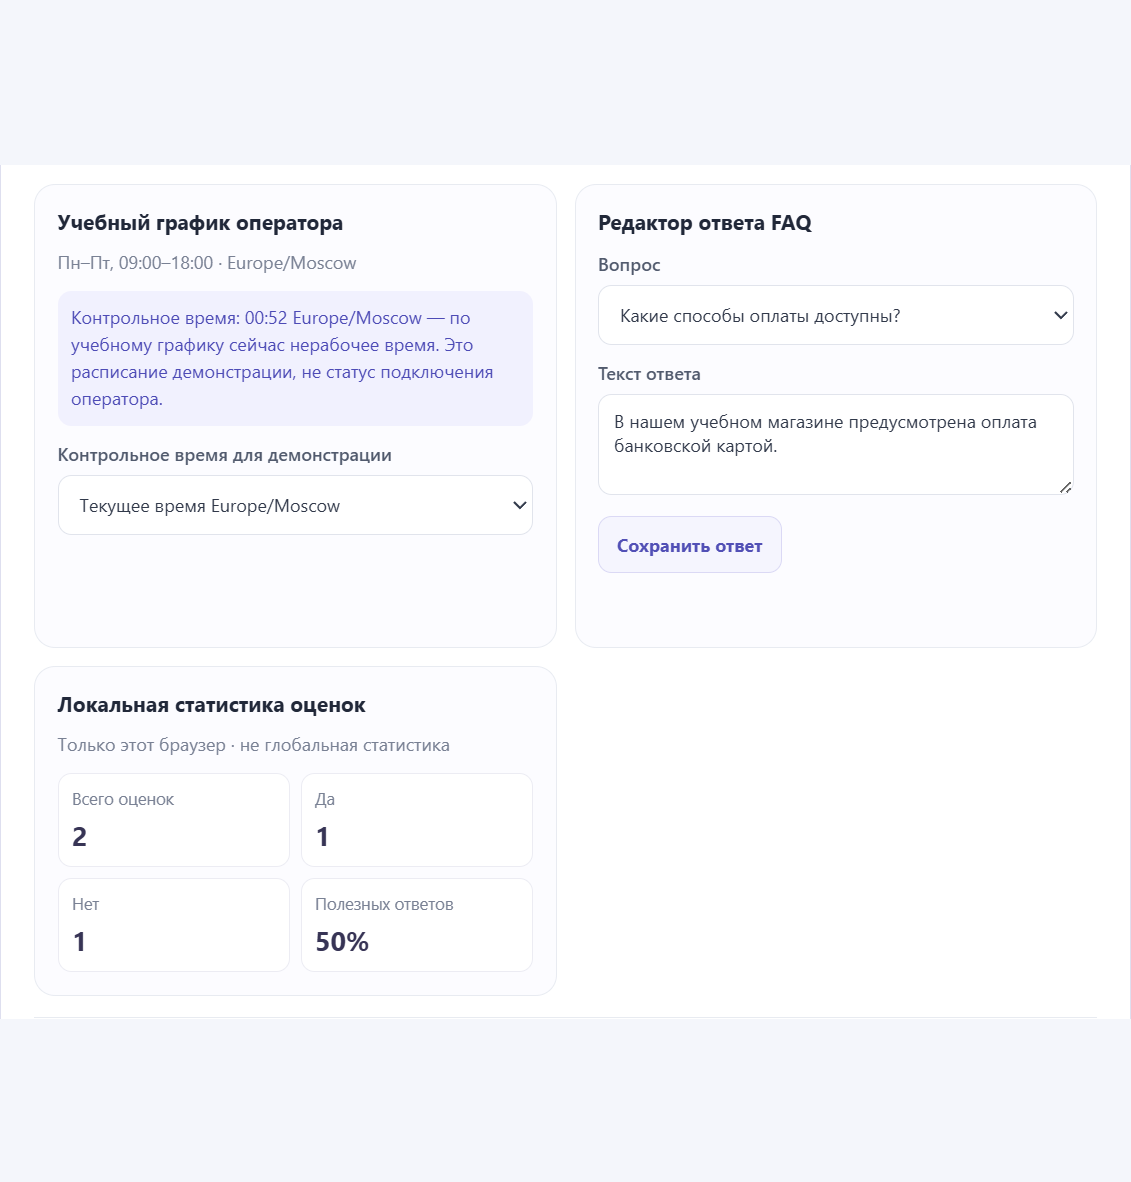 Учебный график оператора
Пн–Пт, 09:00–18:00 · Europe/Moscow
Контрольное время: 00:52 Europe/Moscow — по
учебному графику сейчас нерабочее время. Это
расписание демонстрации, не статус подключения
оператора.
Контрольное время для демонстрации
Текущее время Europe/Moscow
Редактор ответа FAQ
Вопрос
Какие способы оплаты доступны?
Текст ответа
В нашем учебном магазине предусмотрена оплата
банковской картой.
Сохранить ответ
Локальная статистика оценок
Только этот браузер · не глобальная статистика
Всего оценок
2
Да
1
Нет
1
Полезных ответов
50%